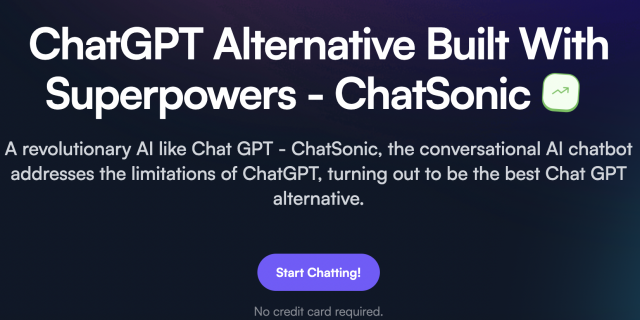 ChatGPT Alternative Built With
Superpowers - ChatSonic
A revolutionary AI like Chat GPT - ChatSonic, the conversational AI chatbot
addresses the limitations of ChatGPT, turning out to be the best Chat GPT
alternative.
Start Chatting!
No credit card required.